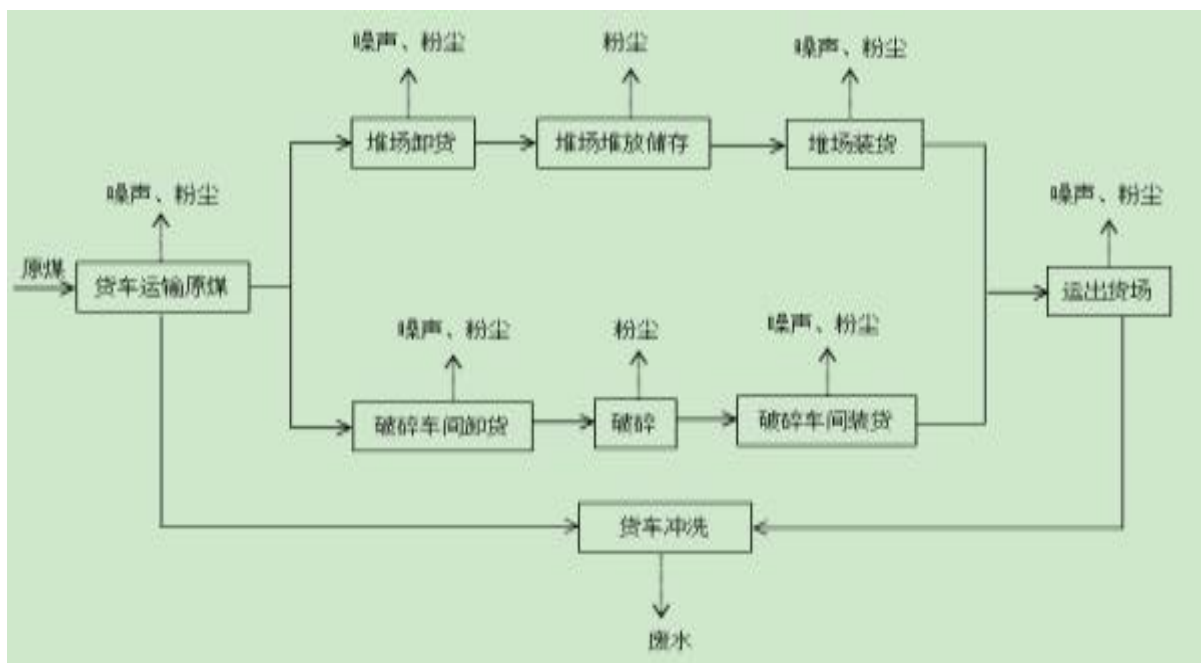 噪声、粉尘
粉尘
噪声、粉尘
堆场卸货
堆场堆放储存
堆场装货
噪声、粉尘
噪声、粉尘
原煤
货车运输原煤
运出货场
噪声、粉尘
粉尘
噪声、粉尘
破碎车间卸货
破碎
破碎车间装货
货车冲洗
废水